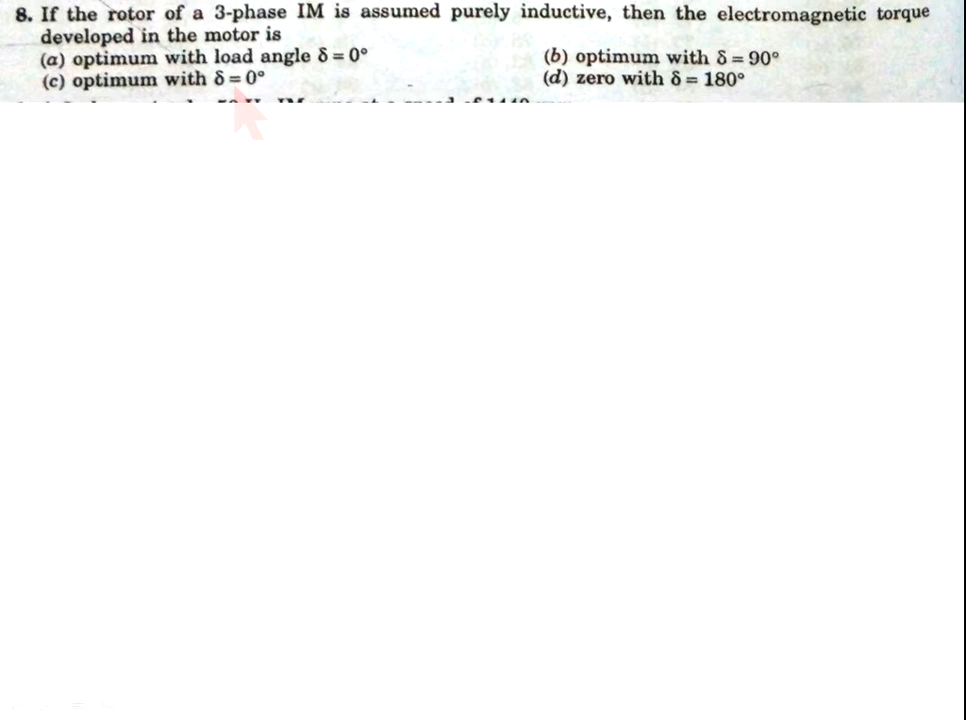 8. If the rotor of a 3-phase IM is assumed purely inductive, then the electromagnetic torque
developed in the motor is
(a) optimum with load angle δ = 0° (b) optimum with δ = 90°
(c) optimum with δ = 0° (d) zero with δ = 180°